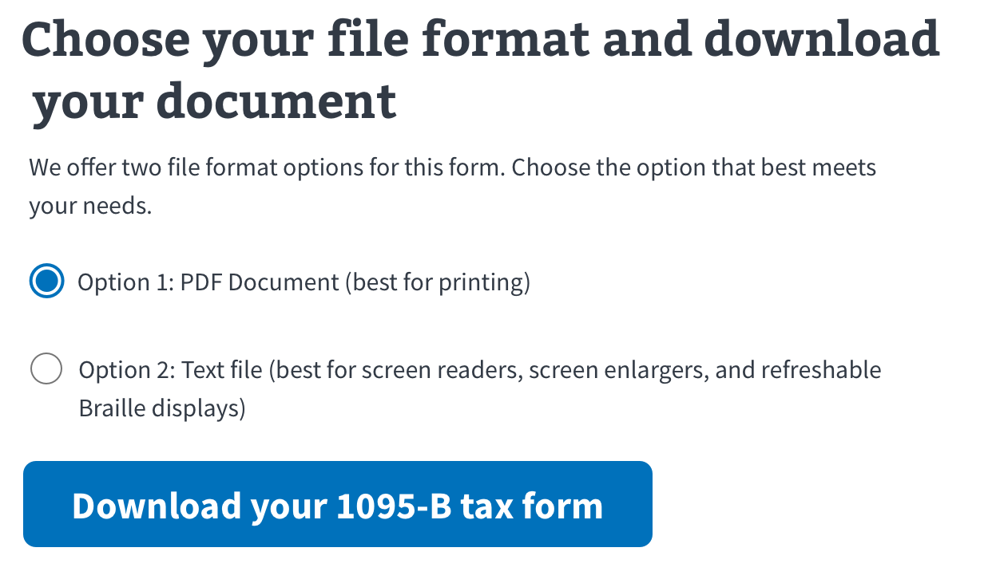 Choose your file format and download
your document
We offer two file format options for this form. Choose the option that best meets
your needs.
Option 1: PDF Document (best for printing)
Option 2: Text file (best for screen readers, screen enlargers, and refreshable
Braille displays)
Download your 1095-B tax form